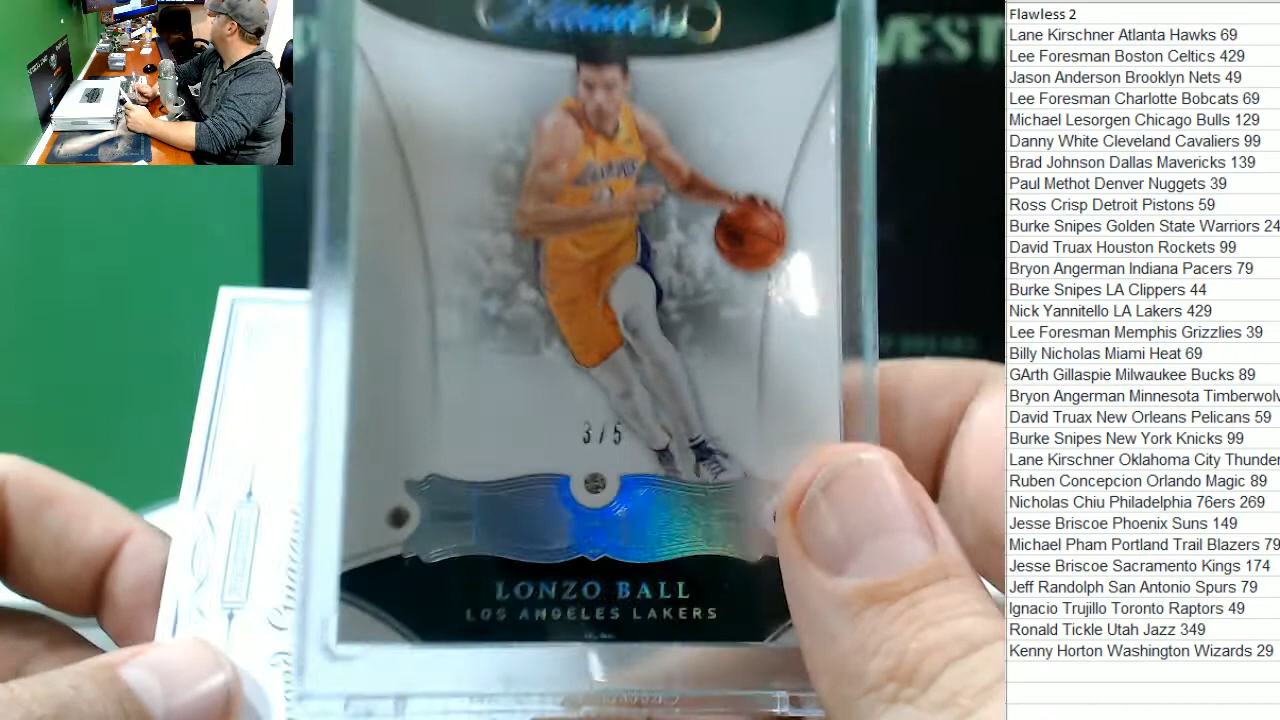 3/5
LONZO BALL
LOS ANGELES LAKERS
Flawless 2
Lane Kirschner Atlanta Hawks 69
Lee Foresman Boston Celtics 429
Jason Anderson Brooklyn Nets 49
Lee Foresman Charlotte Bobcats 69
Michael Lesorgen Chicago Bulls 129
Danny White Cleveland Cavaliers 99
Brad Johnson Dallas Mavericks 139
Paul Methot Denver Nuggets 39
Ross Crisp Detroit Pistons 59
Burke Snipes Golden State Warriors 24
David Truax Houston Rockets 99
Bryon Angerman Indiana Pacers 79
Burke Snipes LA Clippers 44
Nick Yannitello LA Lakers 429
Lee Foresman Memphis Grizzlies 39
Billy Nicholas Miami Heat 69
GArth Gillaspie Milwaukee Bucks 89
Bryon Angerman Minnesota Timberwolv
David Truax New Orleans Pelicans 59
Burke Snipes New York Knicks 99
Lane Kirschner Oklahoma City Thunder
Ruben Concepcion Orlando Magic 89
Nicholas Chiu Philadelphia 76ers 269
Jesse Briscoe Phoenix Suns 149
Michael Pham Portland Trail Blazers 79
Jesse Briscoe Sacramento Kings 174
Jeff Randolph San Antonio Spurs 79
Ignacio Trujillo Toronto Raptors 49
Ronald Tickle Utah Jazz 349
Kenny Horton Washington Wizards 29